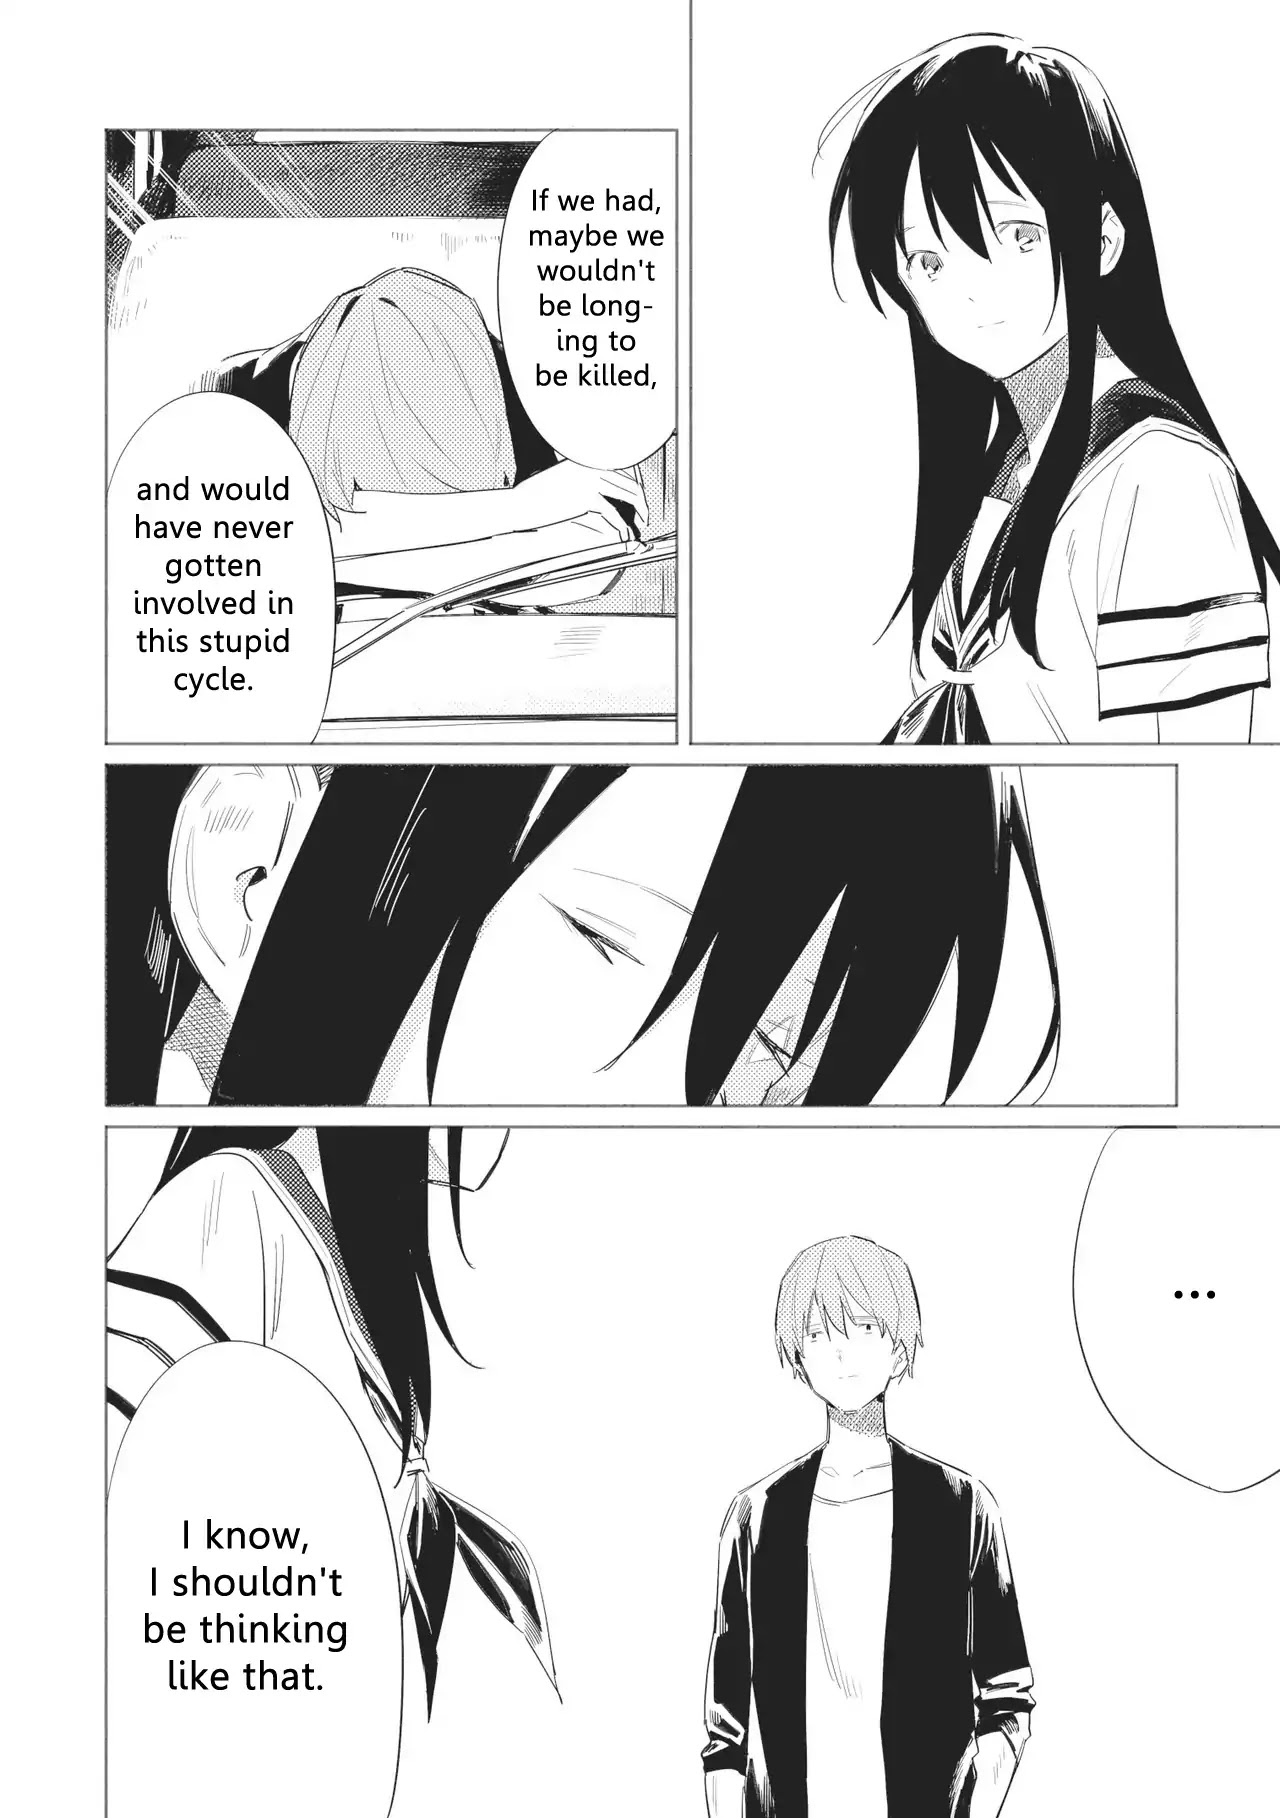 If we had,
maybe we
wouldn't
be long-
ing to
be killed,
and would
have never
gotten
involved in
this stupid
cycle.
...
I know,
I shouldn't
be thinking
like that.